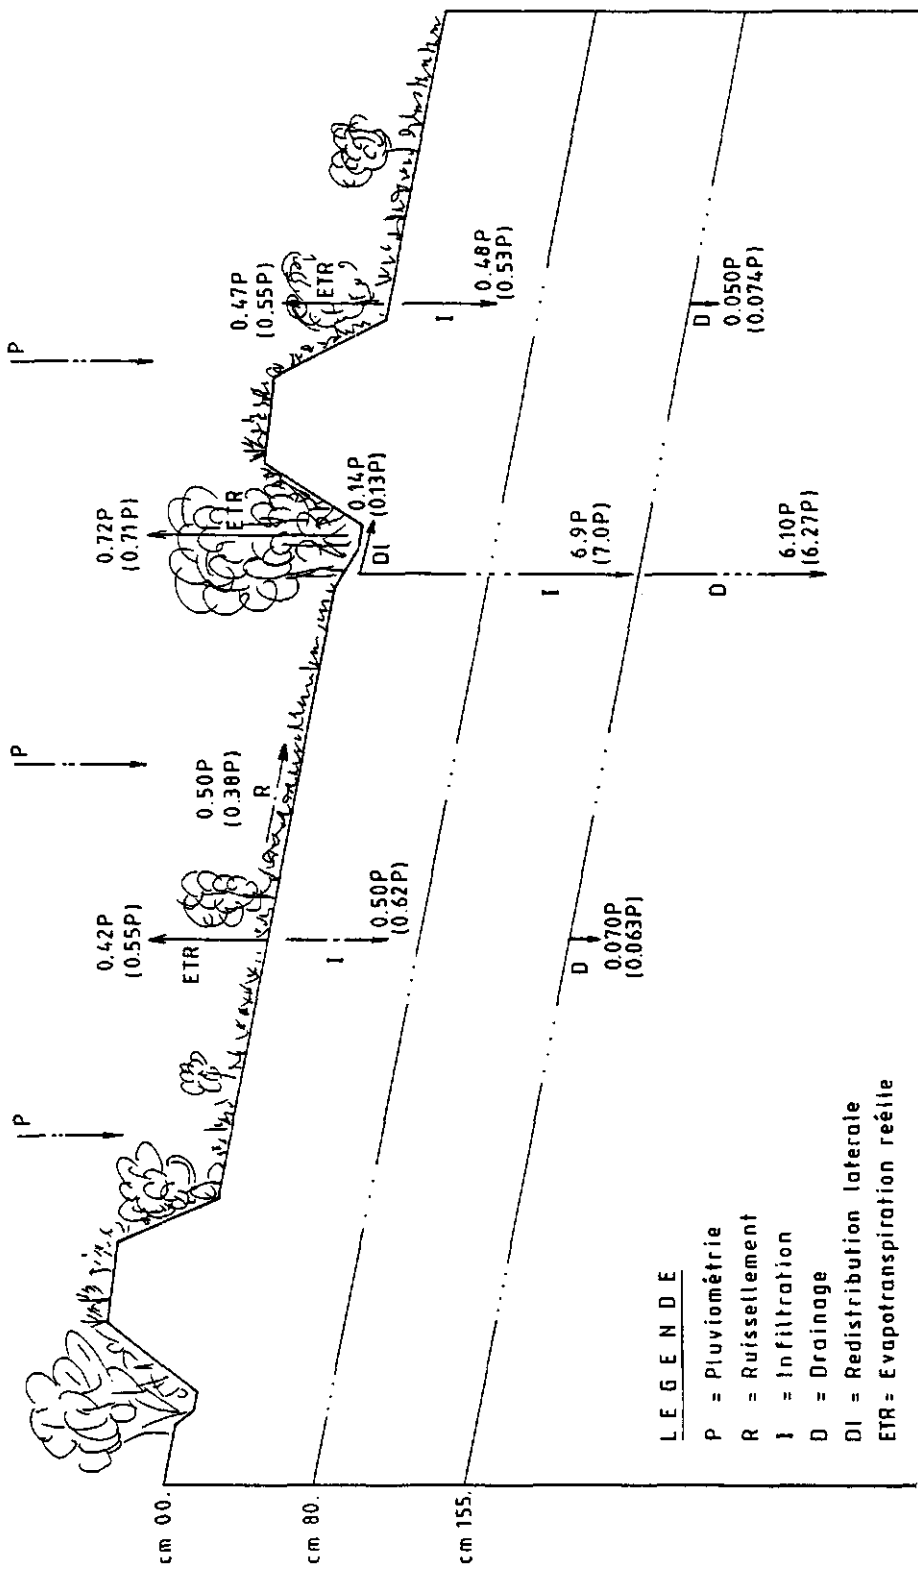 P
P
P
0.42P
(0.55P)
ETR
0.50P
(0.38P)
R
0.72P
(0.71P)
ETR
0.47P
(0.55P)
ETR
I
0.50P
(0.62P)
Dl
0.14P
(0.13P)
I
0.48P
(0.53P)
I
6.9P
(7.0P)
D
0.070P
(0.063P)
D
6.10P
(6.27P)
D
0.050P
(0.074P)
cm 00.
cm 80.
cm 155.
LEGENDE
P = Pluviométrie
R = Ruissellement
I = Infiltration
D = Drainage
Dl = Redistribution laterale
ETR = Evapotranspiration reélle